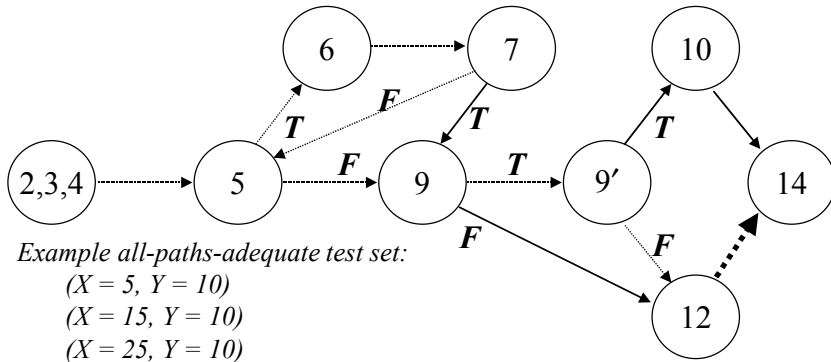 6
7
10
F
T
T
T
2,3,4
5
F
9
T
9′
14
F
F
Example all-paths-adequate test set:
(X = 5, Y = 10)
(X = 15, Y = 10)
12
(X = 25, Y = 10)